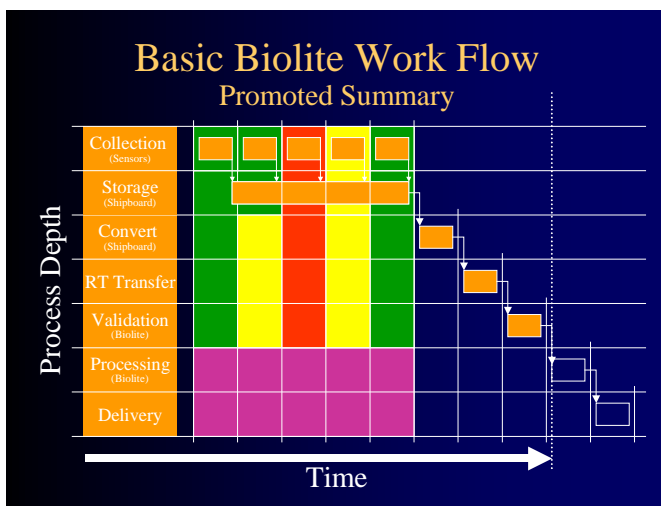 Basic Biolite Work Flow
Promoted Summary
Process Depth
Collection
(Sensors)
Storage
(Shipboard)
Convert
(Shipboard)
RT Transfer
Validation
(Biolite)
Processing
(Biolite)
Delivery
Time